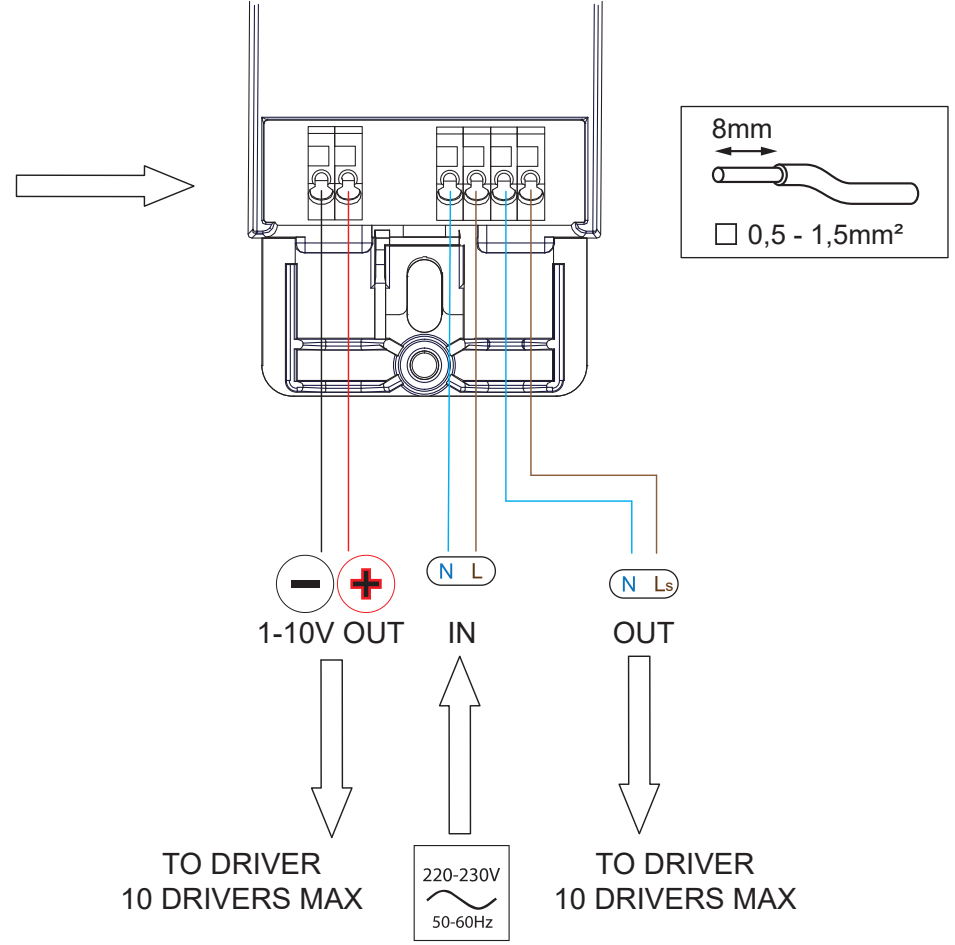 8mm
0,5 - 1,5mm²
N L
N Ls
1-10V OUT
IN
OUT
TO DRIVER
10 DRIVERS MAX
220-230V
50-60Hz
TO DRIVER
10 DRIVERS MAX